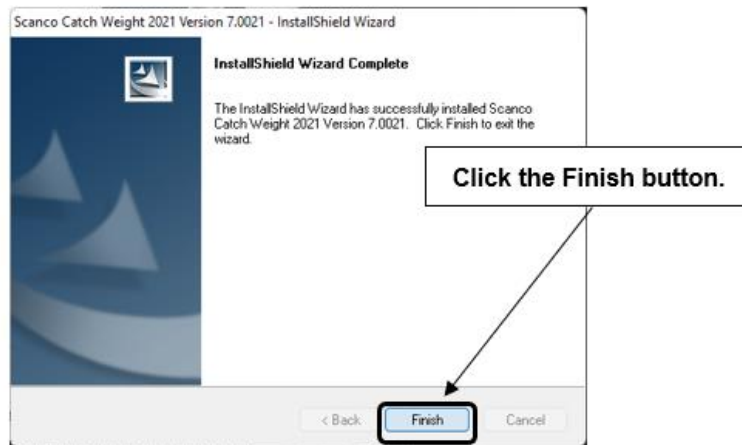 Scanco Catch Weight 2021 Version 7.0021 - InstallShield Wizard
InstallShield Wizard Complete
The InstallShield Wizard has successfully installed Scanco
Catch Weight 2021 Version 7.0021. Click Finish to exit the
wizard.
Click the Finish button.
< Back
Finish
Cancel